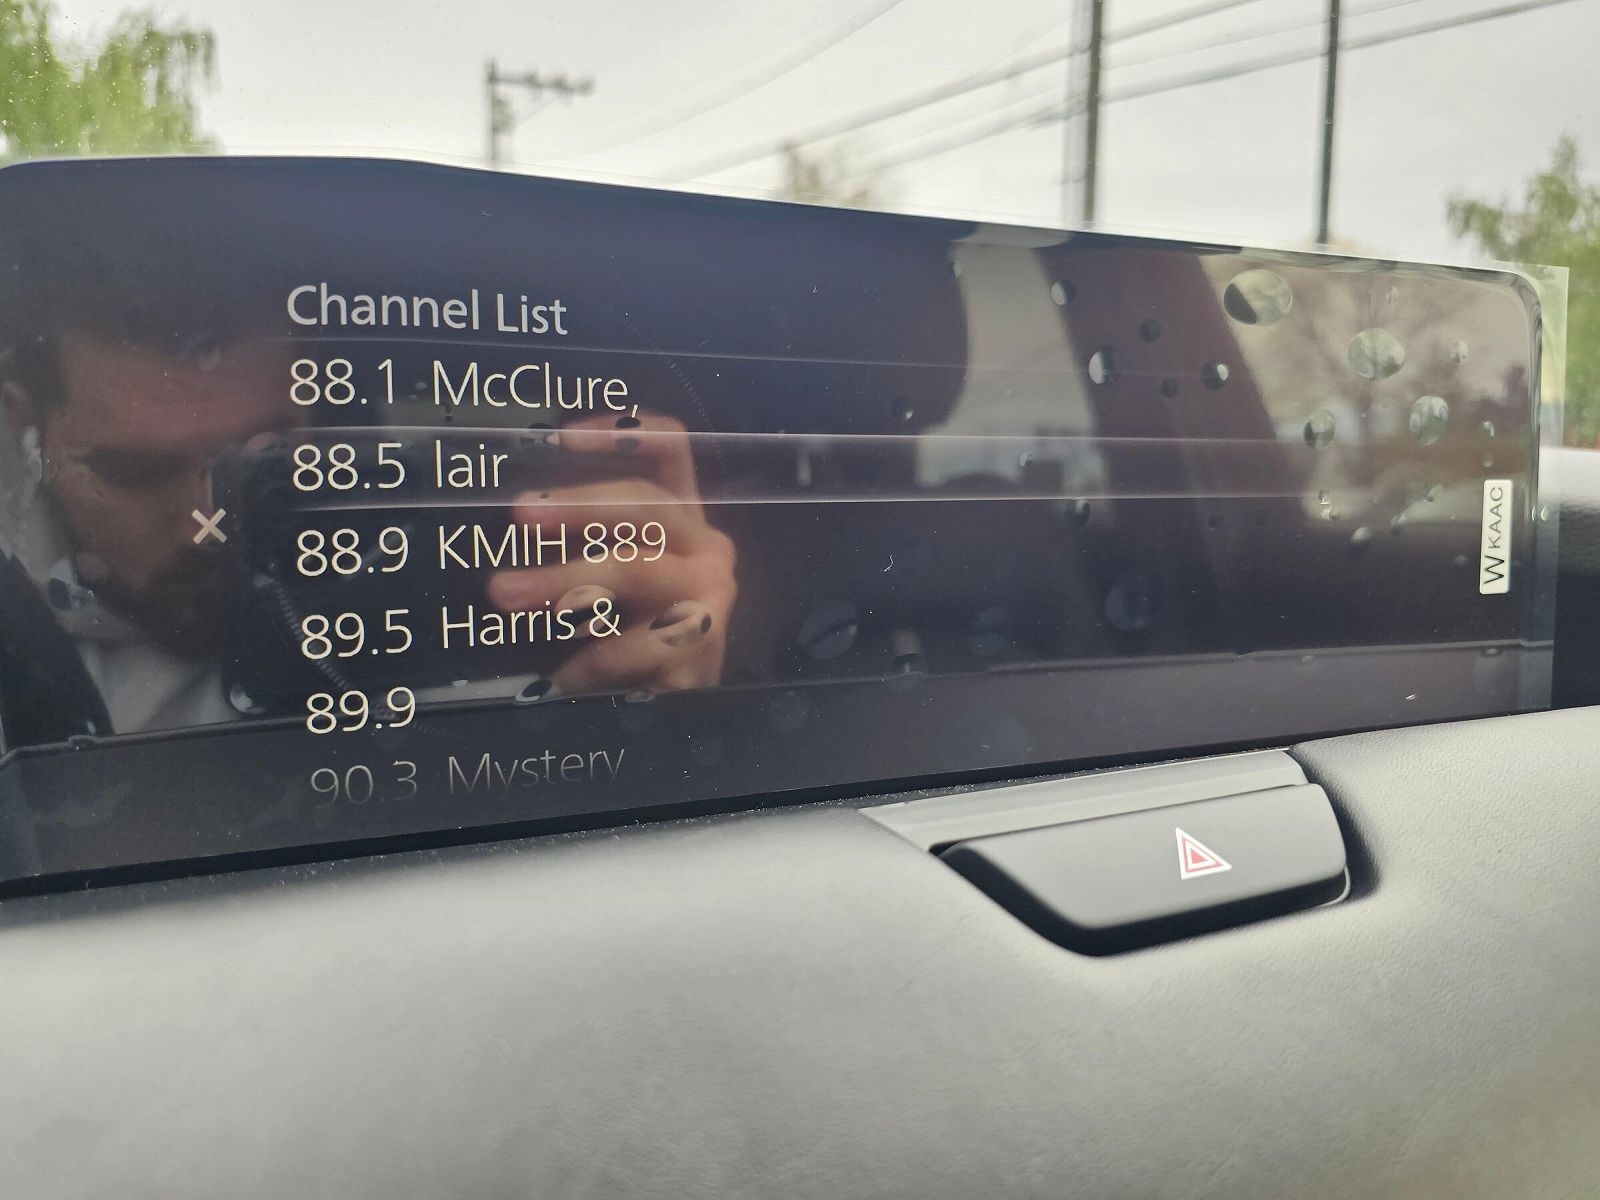 Channel List
88.1 McClure,
88.5 lair
88.9 KMIH 889
89.5 Harris &
89.9
90.3 Mystery
W KAAC